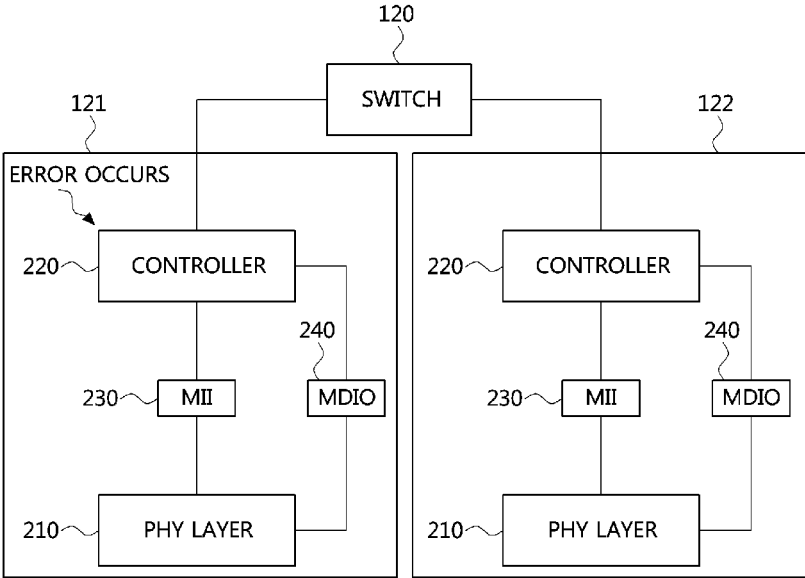 120
SWITCH
121
122
ERROR OCCURS
220
CONTROLLER
220
CONTROLLER
240
240
230
MII
MDIO
230
MII
MDIO
210
PHY LAYER
210
PHY LAYER